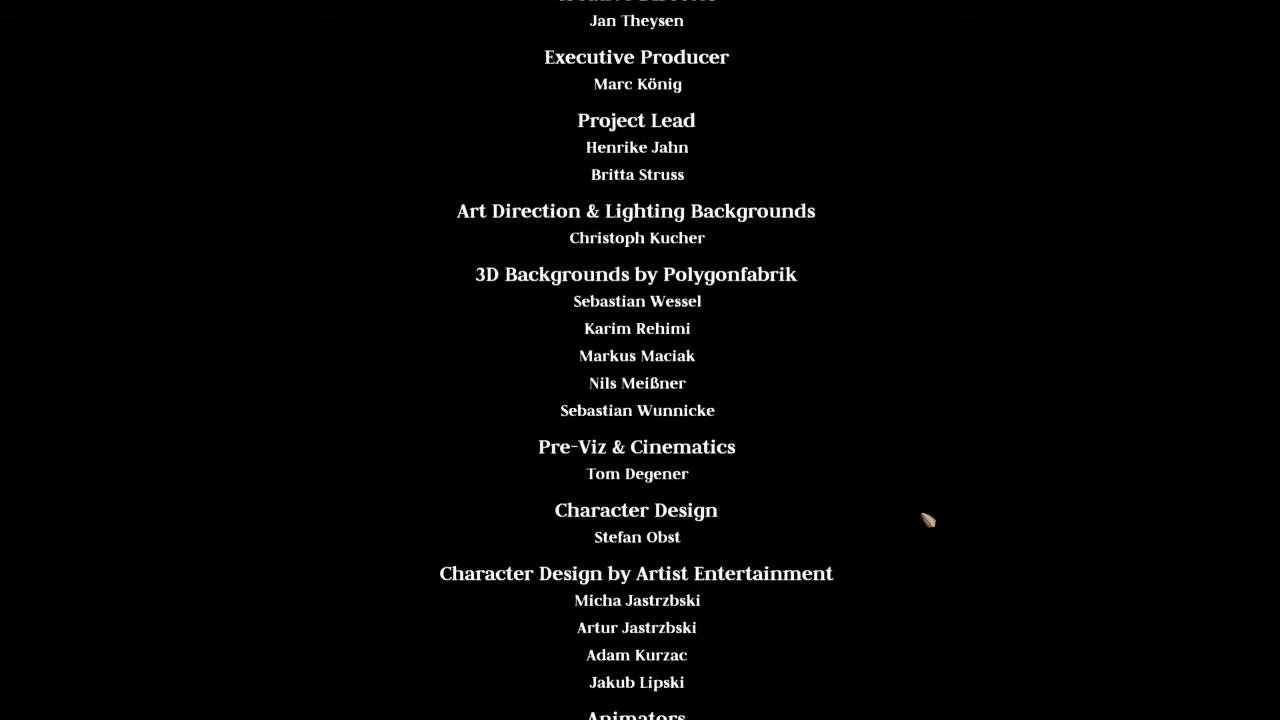 Jan Theysen
Executive Producer
Marc König
Project Lead
Henrike Jahn
Britta Struss
Art Direction & Lighting Backgrounds
Christoph Kucher
3D Backgrounds by Polygonfabrik
Sebastian Wessel
Karim Rehimi
Markus Maciak
Nils Meißner
Sebastian Wunnicke
Pre-Viz & Cinematics
Tom Degener
Character Design
Stefan Obst
Character Design by Artist Entertainment
Micha Jastrzbski
Artur Jastrzbski
Adam Kurzac
Jakub Lipski
Animators